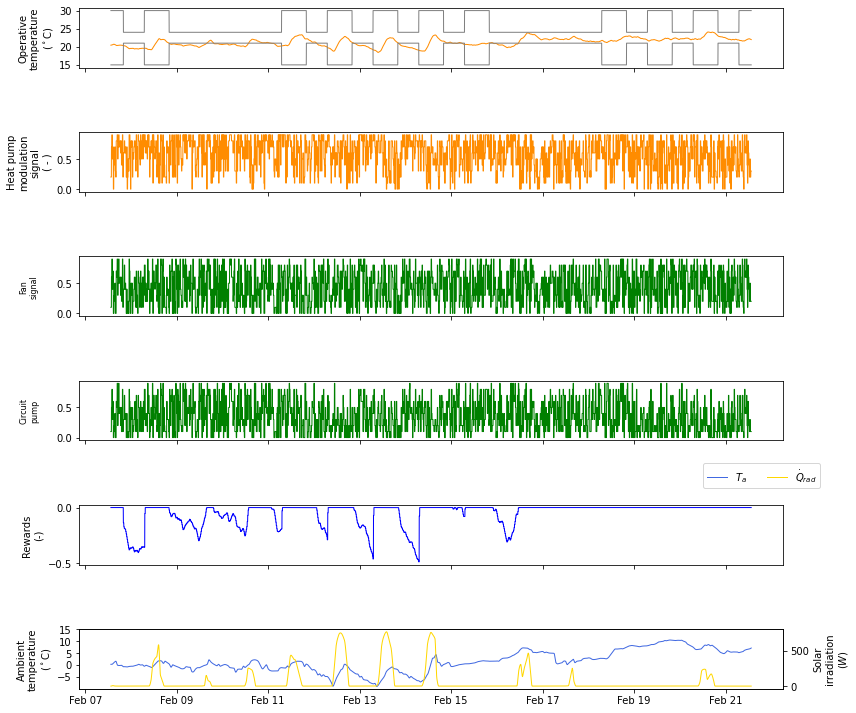 Operative
temperature
(°C)
30
25
20
15
Heat pump
modulation
signal
( - )
0.5
0.0
Fan
signal
0.5
0.0
Circuit
pump
0.5
0.0
T_a
Q̇_rad
Rewards
(-)
0.0
−0.5
Ambient
temperature
(°C)
15
10
5
0
−5
Solar
irradiation
(W)
500
0
Feb 07
Feb 09
Feb 11
Feb 13
Feb 15
Feb 17
Feb 19
Feb 21